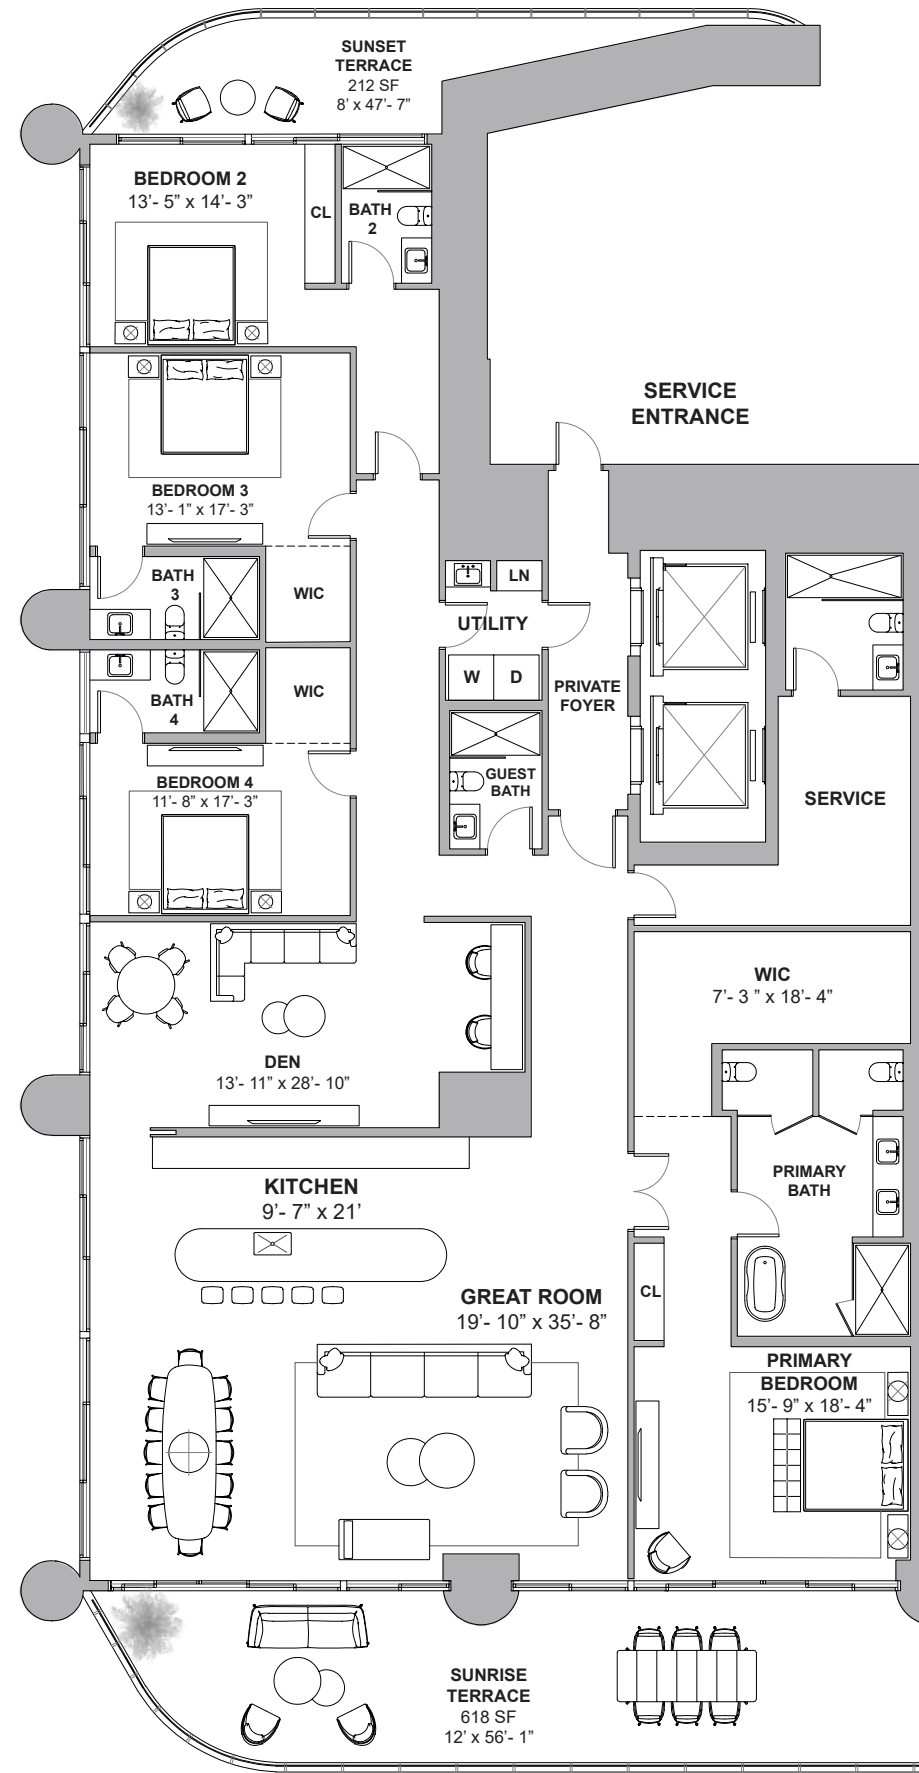 SUNSET
TERRACE
212 SF
8’ x 47’- 7”
BEDROOM 2
13’- 5” x 14’- 3”
CL
BATH
2
SERVICE
ENTRANCE
BEDROOM 3
13’- 1” x 17’- 3”
BATH
3
WIC
LN
UTILITY
W D
PRIVATE
FOYER
BATH
4
WIC
GUEST
BATH
BEDROOM 4
11’- 8” x 17’- 3”
SERVICE
WIC
7’- 3 ” x 18’- 4”
DEN
13’- 11” x 28’- 10”
KITCHEN
9’- 7” x 21’
PRIMARY
BATH
CL
GREAT ROOM
19’- 10” x 35’- 8”
PRIMARY
BEDROOM
15’- 9” x 18’- 4”
SUNRISE
TERRACE
618 SF
12’ x 56’- 1”